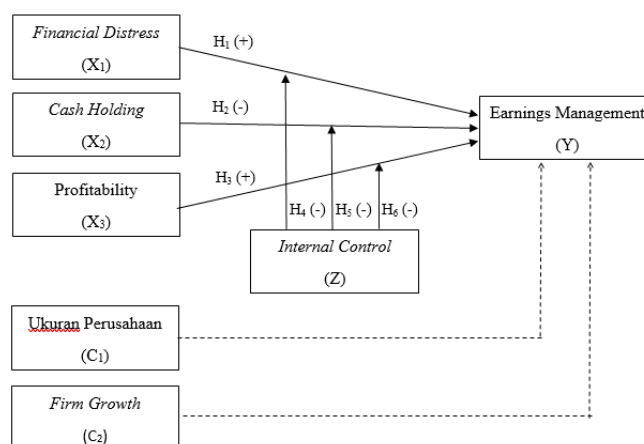 Financial Distress
(X₁)
H₁ (+)
Cash Holding
(X₂)
H₂ (-)
Earnings Management
(Y)
Profitability
(X₃)
H₃ (+)
H₄ (-)
H₅ (-)
H₆ (-)
Internal Control
(Z)
Ukuran Perusahaan
(C₁)
Firm Growth
(C₂)